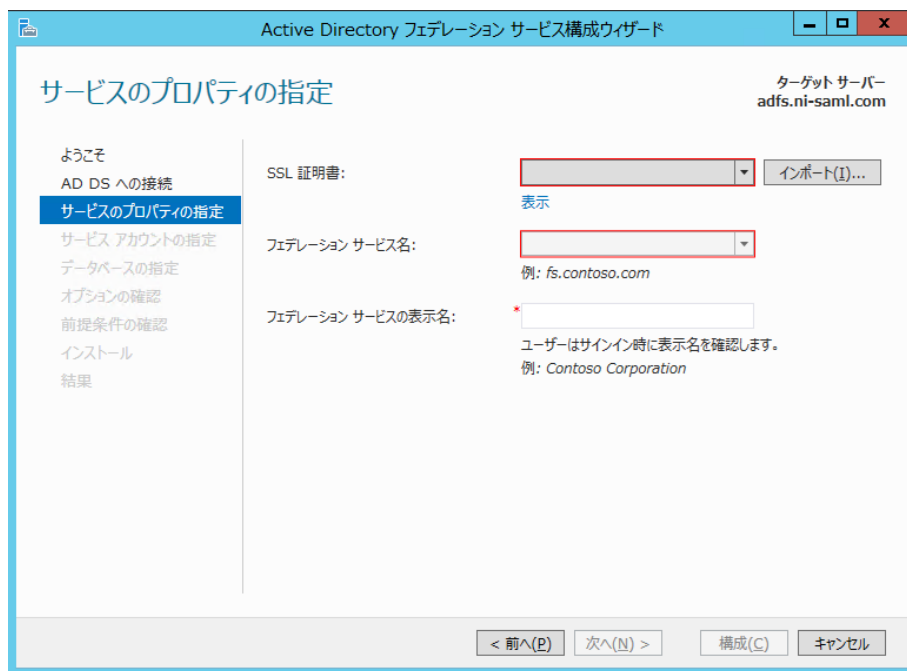 Active Directory フェデレーション サービス構成ウィザード
サービスのプロパティの指定
ターゲット サーバー
adfs.ni-saml.com
ようこそ
AD DS への接続
サービスのプロパティの指定
サービス アカウントの指定
データベースの指定
オプションの確認
前提条件の確認
インストール
結果
SSL 証明書:
インポート(I)...
表示
フェデレーション サービス名:
例: fs.contoso.com
フェデレーション サービスの表示名:
*
ユーザーはサインイン時に表示名を確認します。
例: Contoso Corporation
< 前へ(P)
次へ(N) >
構成(C)
キャンセル